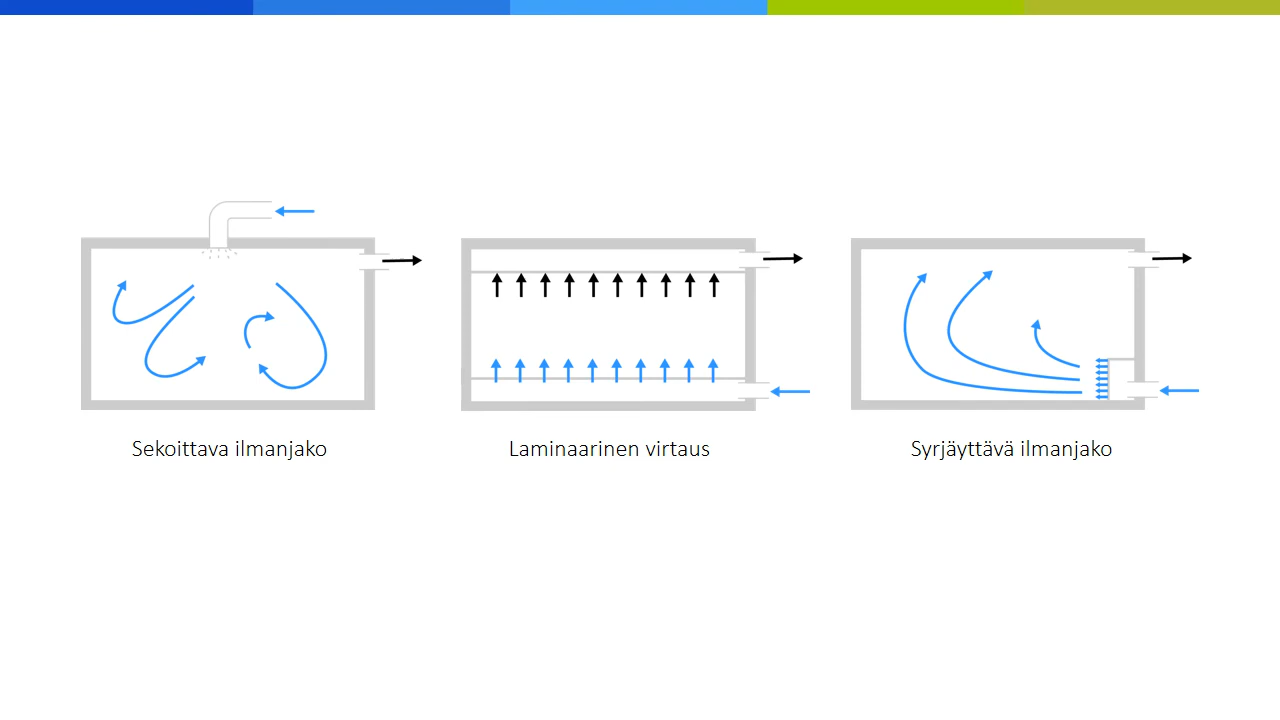 Sekoittava ilmanjako
Laminaarinen virtaus
Syrjäyttävä ilmanjako